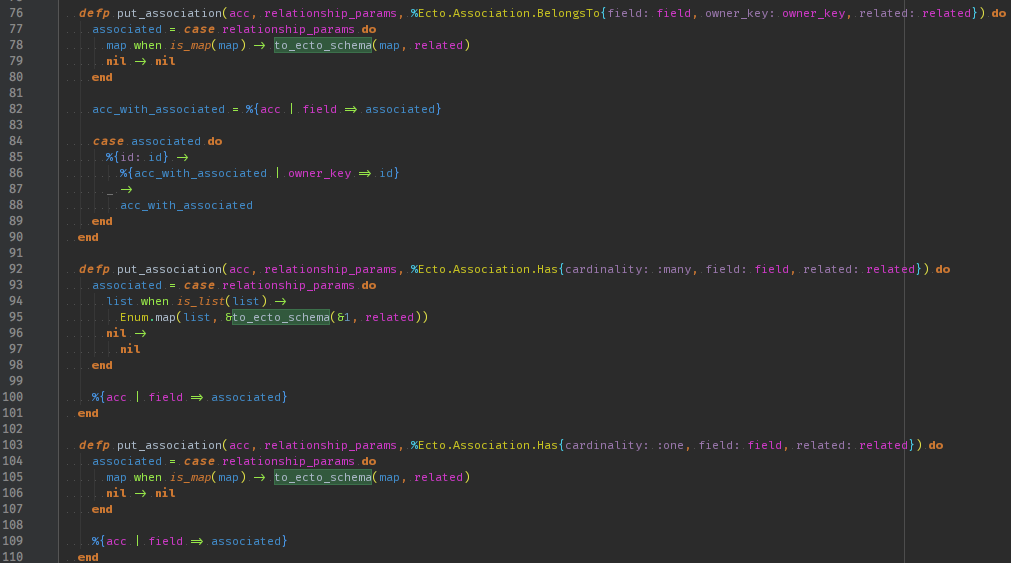 76 defp put_association(acc, relationship_params, %Ecto.Association.BelongsTo{field: field, owner_key: owner_key, related: related}) do
77 associated = case relationship_params do
78 map when is_map(map) -> to_ecto_schema(map, related)
79 nil -> nil
80 end
81
82 acc_with_associated = %{acc | field => associated}
83
84 case associated do
85 %{id: id} ->
86 %{acc_with_associated | owner_key => id}
87 _ ->
88 acc_with_associated
89 end
90 end
91
92 defp put_association(acc, relationship_params, %Ecto.Association.Has{cardinality: :many, field: field, related: related}) do
93 associated = case relationship_params do
94 list when is_list(list) ->
95 Enum.map(list, &to_ecto_schema(&1, related))
96 nil ->
97 nil
98 end
99
100 %{acc | field => associated}
101 end
102
103 defp put_association(acc, relationship_params, %Ecto.Association.Has{cardinality: :one, field: field, related: related}) do
104 associated = case relationship_params do
105 map when is_map(map) -> to_ecto_schema(map, related)
106 nil -> nil
107 end
108
109 %{acc | field => associated}
110 end